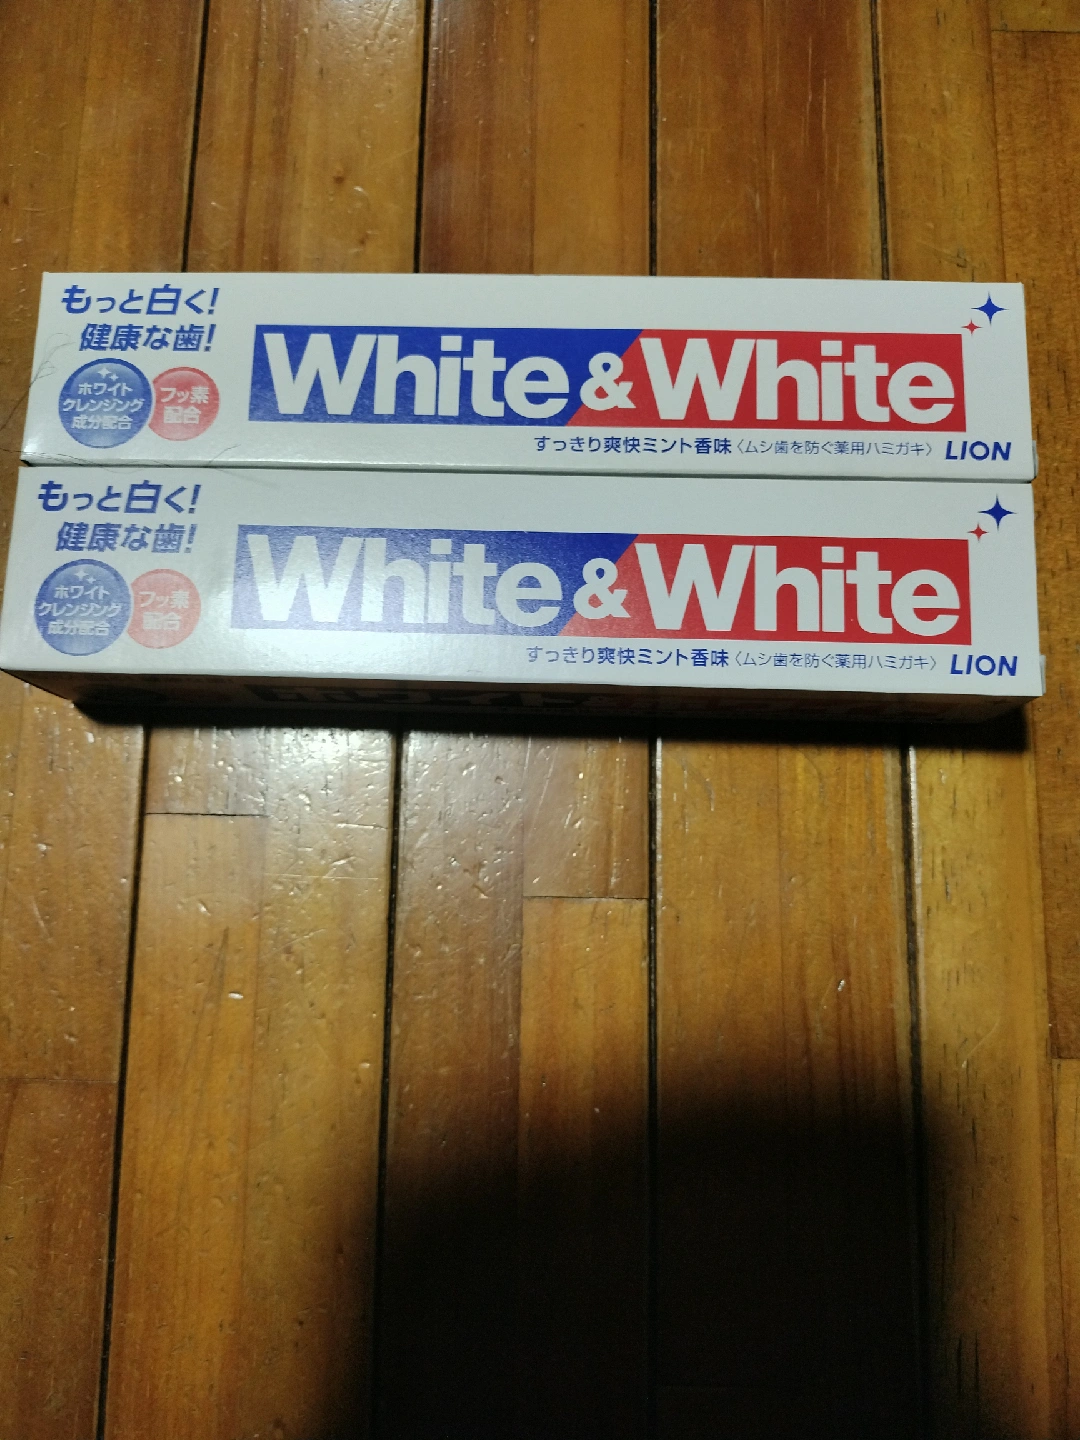 もっと白く!
健康な歯!
ホワイト
クレンジング
成分配合
フッ素
配合
White&White
すっきり爽快ミント香味〈ムシ歯を防ぐ薬用ハミガキ〉 LION
もっと白く!
健康な歯!
ホワイト
クレンジング
成分配合
フッ素
配合
White&White
すっきり爽快ミント香味〈ムシ歯を防ぐ薬用ハミガキ〉 LION